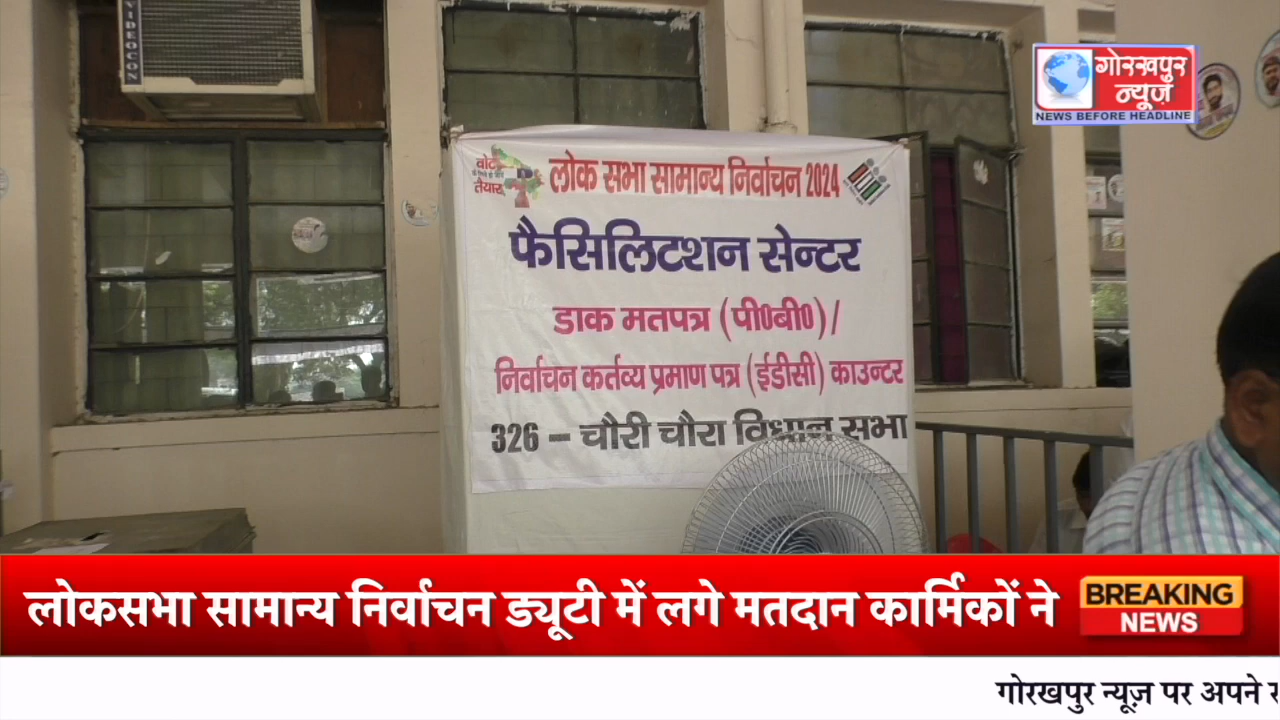 VIDEOCON
गोरखपुर
न्यूज़
NEWS BEFORE HEADLINE
वोट
तैयार
लोक सभा सामान्य निर्वाचन 2024
फैसिलिटशन सेन्टर
डाक मतपत्र (पी0बी0)/
निर्वाचन कर्तव्य प्रमाण पत्र (ईडीसी) काउन्टर
326 – चौरी चौरा विधान सभा
लोकसभा सामान्य निर्वाचन ड्यूटी में लगे मतदान कार्मिकों ने
BREAKING
NEWS
गोरखपुर न्यूज़ पर अपने